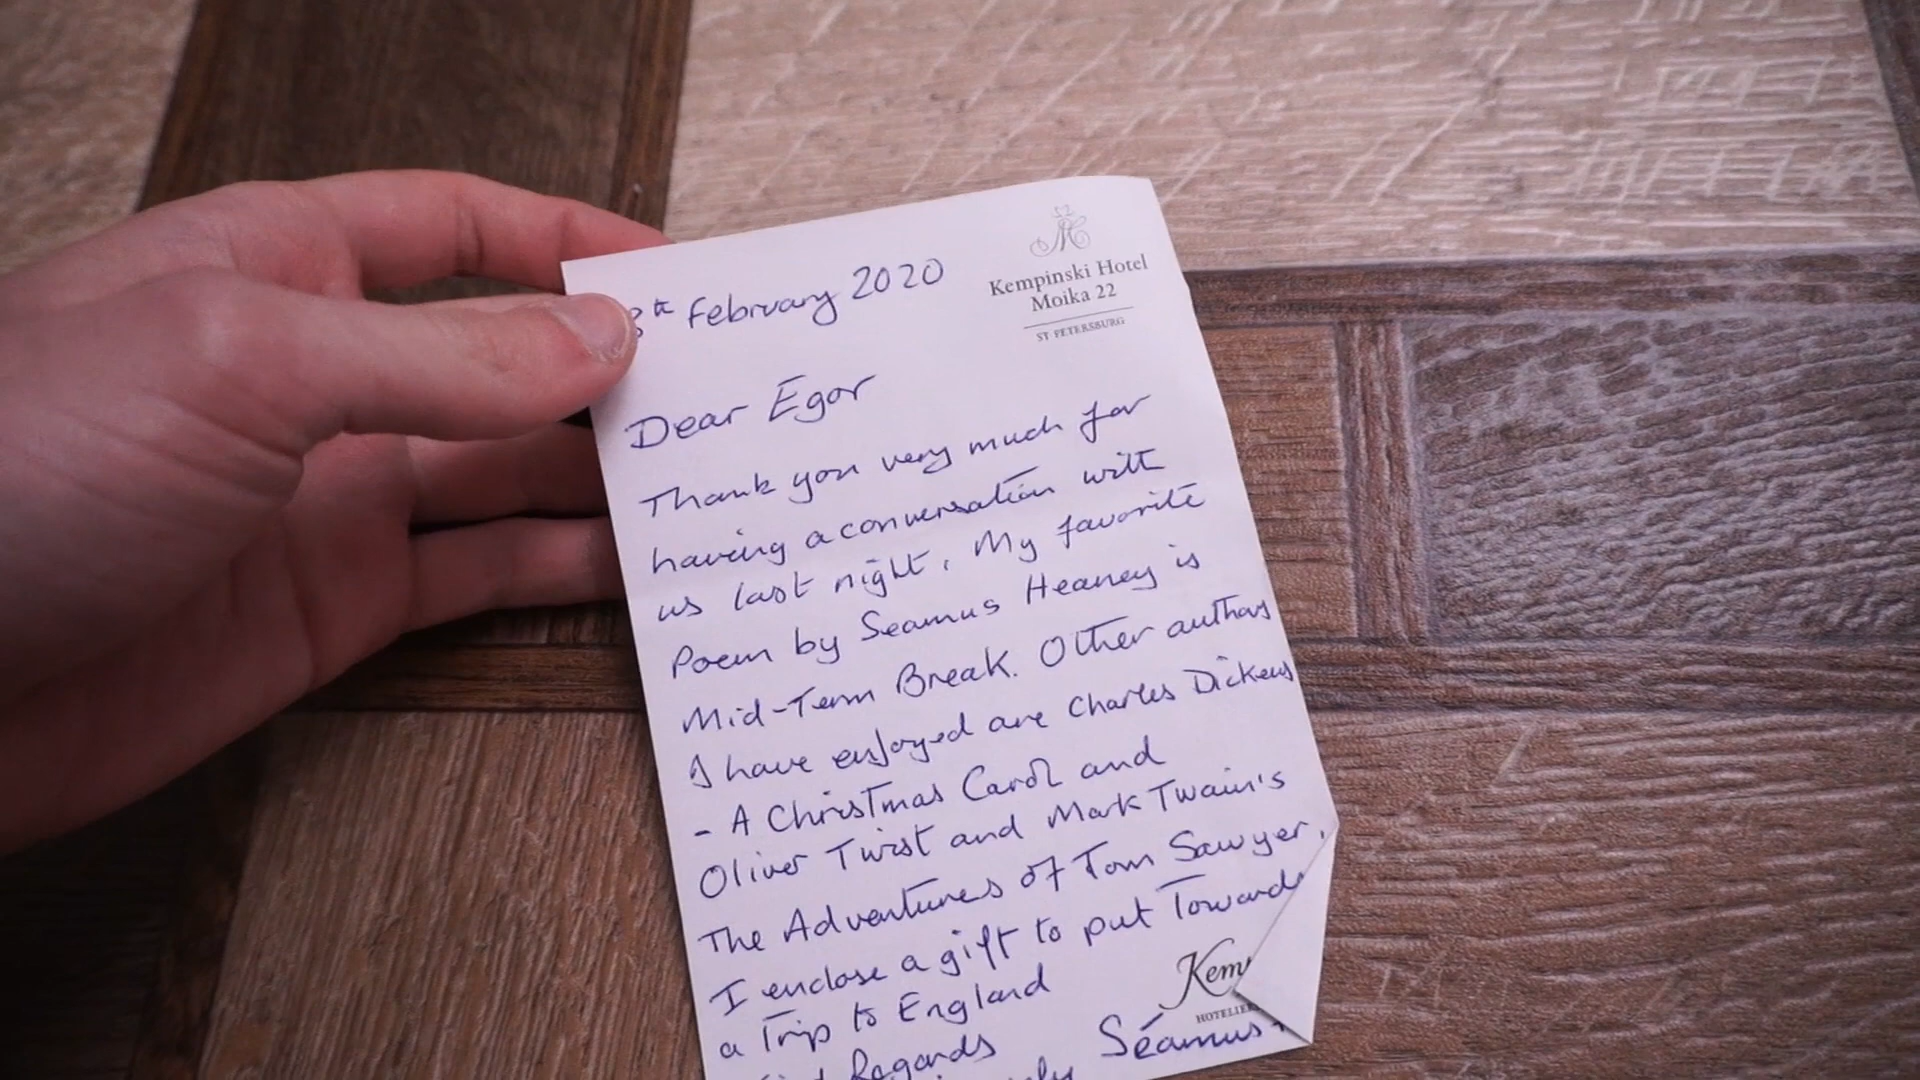 8th February 2020
Kempinski Hotel
Moika 22
ST PETERSBURG
Dear Egor
Thank you very much for
having a conversation with
us last night. My favorite
Poem by Seamus Heaney is
Mid-Term Break. Other authors
I have enjoyed are Charles Dickens
- A Christmas Carol and
Oliver Twist and Mark Twain's
The Adventures of Tom Sawyer.
I enclose a gift to put Towards
a Trip to England
Regards
Séamus